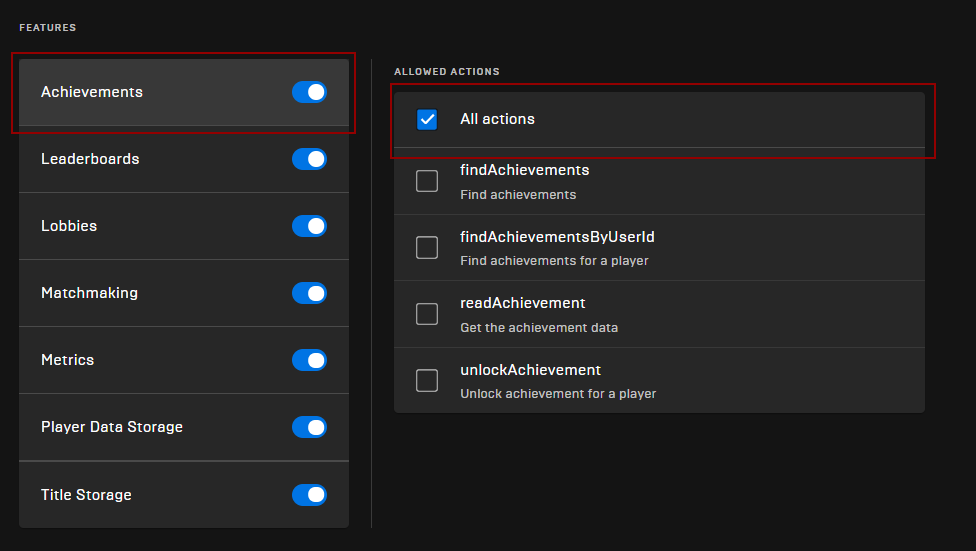 FEATURES
Achievements
Leaderboards
Lobbies
Matchmaking
Metrics
Player Data Storage
Title Storage
ALLOWED ACTIONS
All actions
findAchievements
Find achievements
findAchievementsByUserId
Find achievements for a player
readAchievement
Get the achievement data
unlockAchievement
Unlock achievement for a player